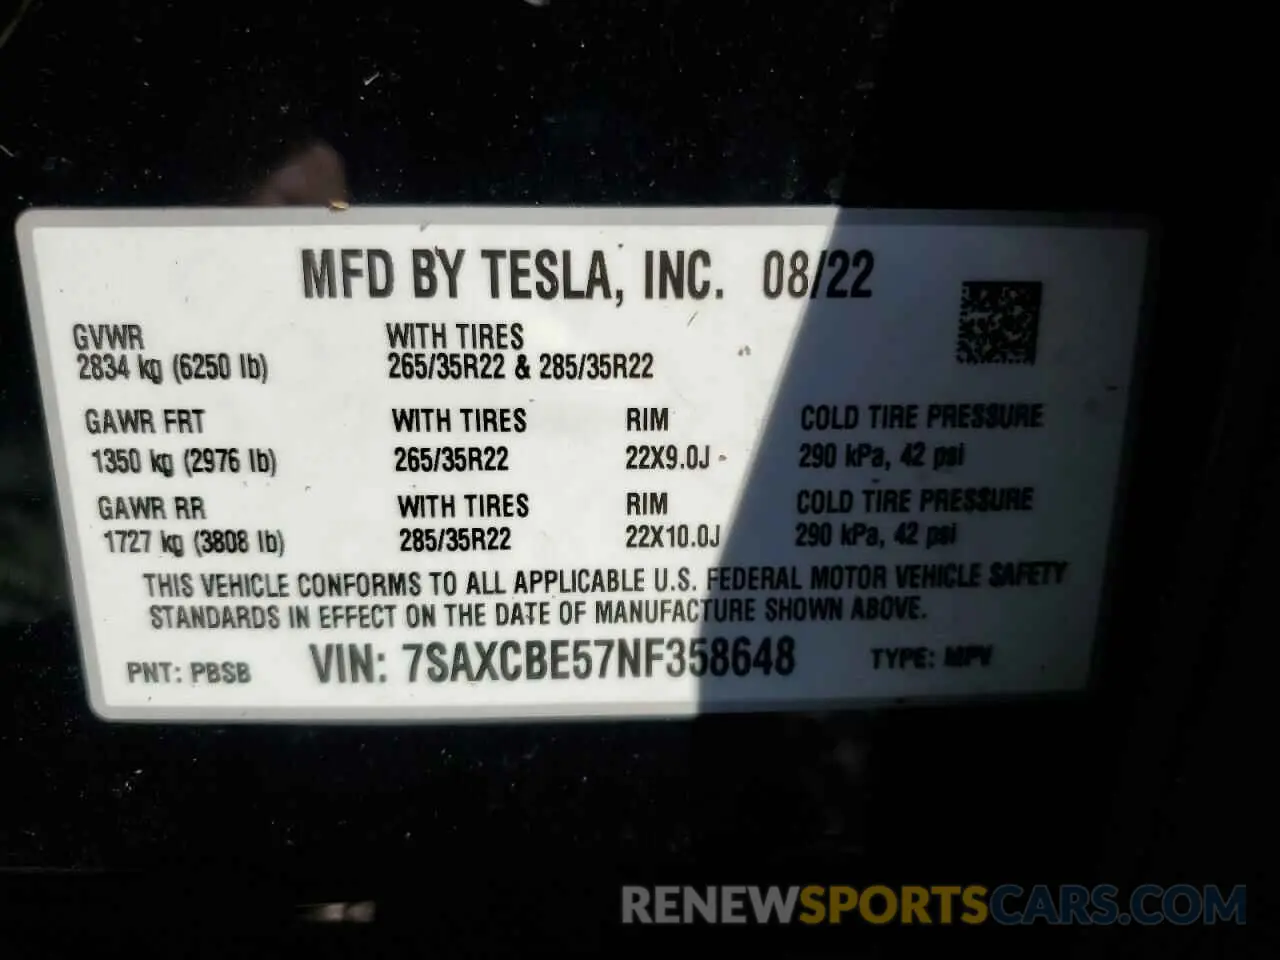 MFD BY TESLA, INC. 08/22
GVWR WITH TIRES
2834 kg (6250 lb) 265/35R22 & 285/35R22
GAWR FRT WITH TIRES RIM COLD TIRE PRESSURE
1350 kg (2976 lb) 265/35R22 22X9.0J 290 kPa, 42 psi
GAWR RR WITH TIRES RIM COLD TIRE PRESSURE
1727 kg (3808 lb) 285/35R22 22X10.0J 290 kPa, 42 psi
THIS VEHICLE CONFORMS TO ALL APPLICABLE U.S. FEDERAL MOTOR VEHICLE SAFETY
STANDARDS IN EFFECT ON THE DATE OF MANUFACTURE SHOWN ABOVE.
PNT: PBSB VIN: 7SAXCBE57NF358648 TYPE: MPV
RENEWSPORTSCARS.COM